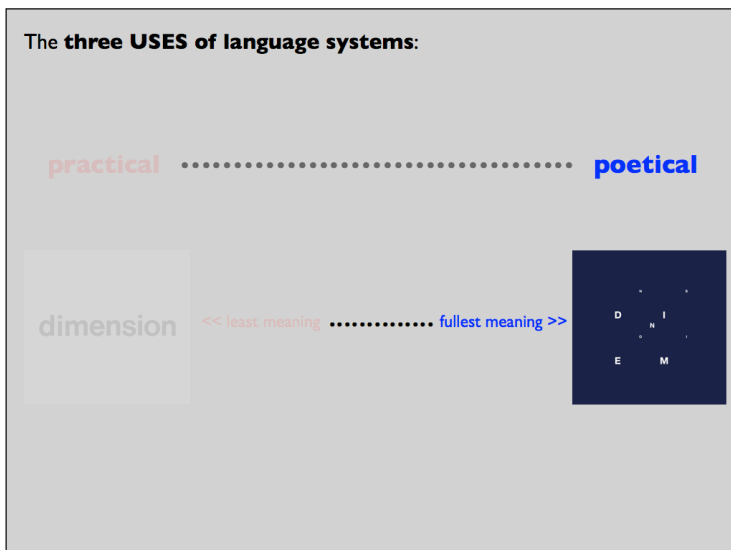 The three USES of language systems:
practical poetical
dimension << least meaning fullest meaning >>
N S
D I
N
O I
E M